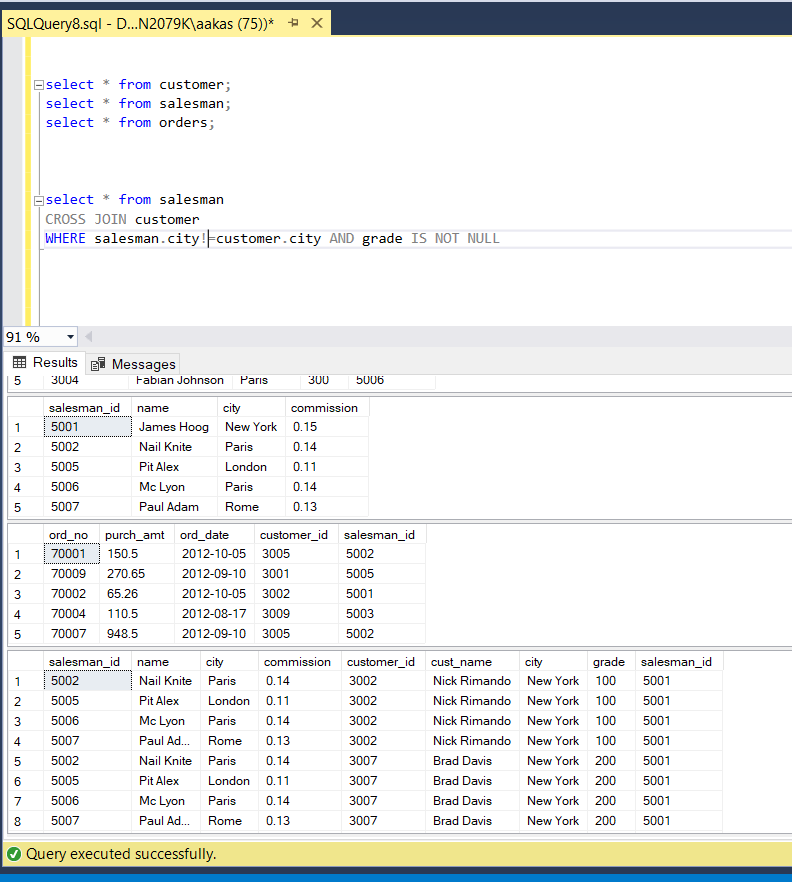 SQLQuery8.sql - D...N2079K\aakas (75))*
select * from customer;
select * from salesman;
select * from orders;
select * from salesman
CROSS JOIN customer
WHERE salesman.city!=customer.city AND grade IS NOT NULL
91 %
Results Messages
5 3004 Fabian Johnson Paris 300 5006
salesman_id name city commission
1 5001 James Hoog New York 0.15
2 5002 Nail Knite Paris 0.14
3 5005 Pit Alex London 0.11
4 5006 Mc Lyon Paris 0.14
5 5007 Paul Adam Rome 0.13
ord_no purch_amt ord_date customer_id salesman_id
1 70001 150.5 2012-10-05 3005 5002
2 70009 270.65 2012-09-10 3001 5005
3 70002 65.26 2012-10-05 3002 5001
4 70004 110.5 2012-08-17 3009 5003
5 70007 948.5 2012-09-10 3005 5002
salesman_id name city commission customer_id cust_name city grade salesman_id
1 5002 Nail Knite Paris 0.14 3002 Nick Rimando New York 100 5001
2 5005 Pit Alex London 0.11 3002 Nick Rimando New York 100 5001
3 5006 Mc Lyon Paris 0.14 3002 Nick Rimando New York 100 5001
4 5007 Paul Ad... Rome 0.13 3002 Nick Rimando New York 100 5001
5 5002 Nail Knite Paris 0.14 3007 Brad Davis New York 200 5001
6 5005 Pit Alex London 0.11 3007 Brad Davis New York 200 5001
7 5006 Mc Lyon Paris 0.14 3007 Brad Davis New York 200 5001
8 5007 Paul Ad... Rome 0.13 3007 Brad Davis New York 200 5001
Query executed successfully.